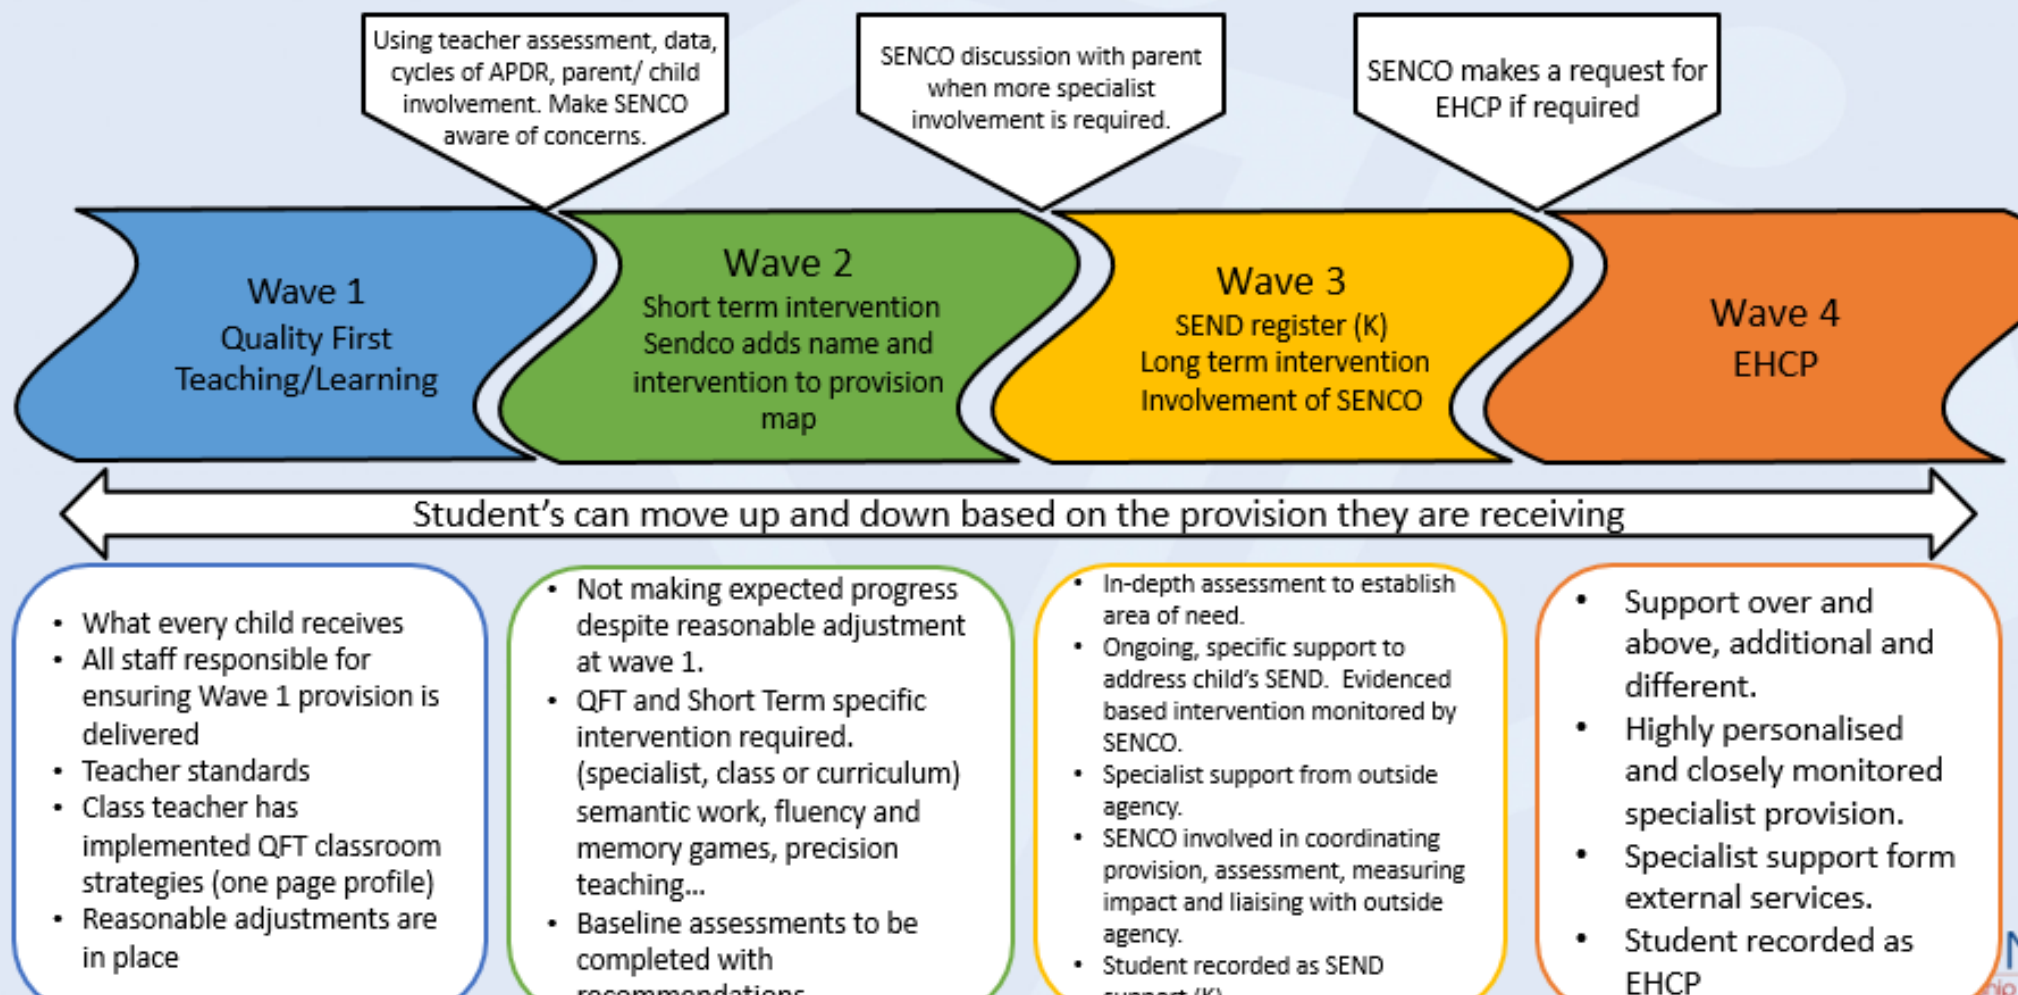 Using teacher assessment, data,
cycles of APDR, parent/ child
involvement. Make SENCO
aware of concerns.
SENCO discussion with parent
when more specialist
involvement is required.
SENCO makes a request for
EHCP if required
Wave 1
Quality First
Teaching/Learning
Wave 2
Short term intervention
Sendco adds name and
intervention to provision
map
Wave 3
SEND register (K)
Long term intervention
Involvement of SENCO
Wave 4
EHCP
Student's can move up and down based on the provision they are receiving
• What every child receives
• All staff responsible for
ensuring Wave 1 provision is
delivered
• Teacher standards
• Class teacher has
implemented QFT classroom
strategies (one page profile)
• Reasonable adjustments are
in place
• Not making expected progress
despite reasonable adjustment
at wave 1.
• QFT and Short Term specific
intervention required.
(specialist, class or curriculum)
semantic work, fluency and
memory games, precision
teaching...
• Baseline assessments to be
completed with
recommendations
• In-depth assessment to establish
area of need.
• Ongoing, specific support to
address child's SEND. Evidenced
based intervention monitored by
SENCO.
• Specialist support from outside
agency.
• SENCO involved in coordinating
provision, assessment, measuring
impact and liaising with outside
agency.
• Student recorded as SEND
support (K)
• Support over and
above, additional and
different.
• Highly personalised
and closely monitored
specialist provision.
• Specialist support form
external services.
• Student recorded as
EHCP